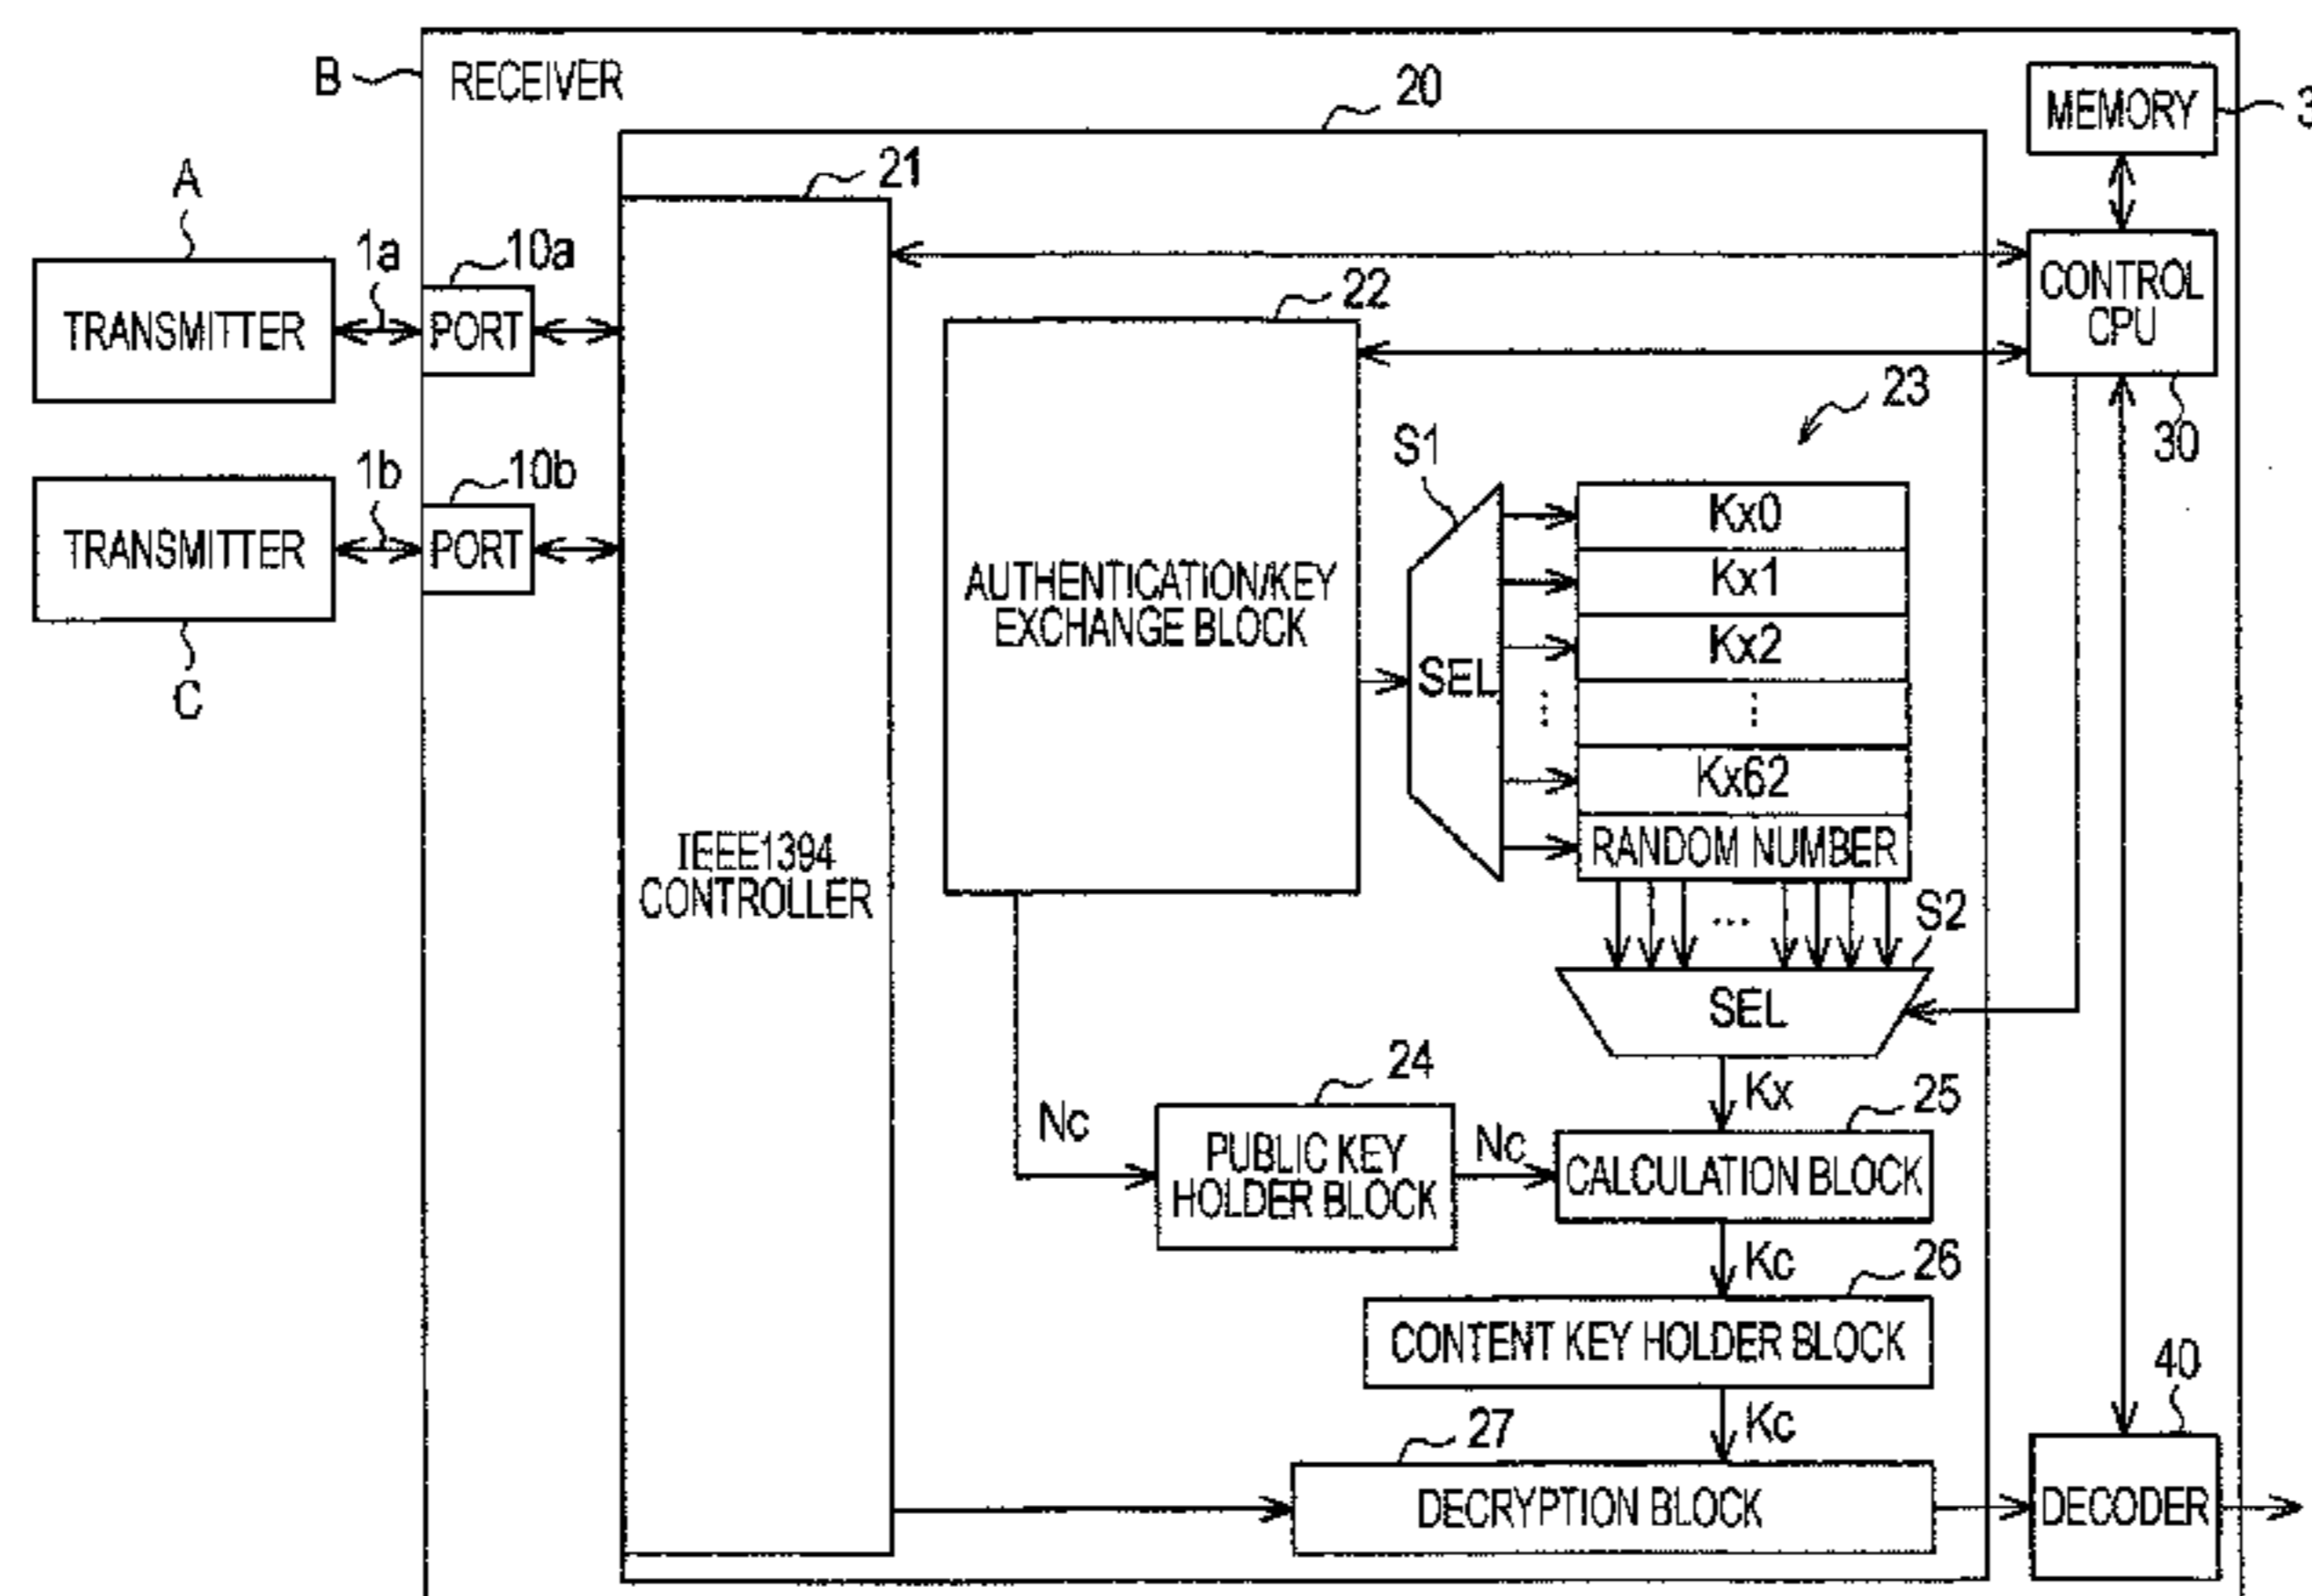 B
RECEIVER
20
MEMORY
3
21
A
1a
10a
TRANSMITTER
PORT
22
CONTROL
CPU
23
30
1b
10b
S1
TRANSMITTER
PORT
C
AUTHENTICATION/KEY
EXCHANGE BLOCK
SEL
Kx0
Kx1
Kx2
⋮
⋮
Kx62
RANDOM NUMBER
IEEE1394
CONTROLLER
...
S2
SEL
24
Kx
25
Nc
PUBLIC KEY
HOLDER BLOCK
Nc
CALCULATION BLOCK
Kc
26
CONTENT KEY HOLDER BLOCK
40
27
Kc
DECRYPTION BLOCK
DECODER